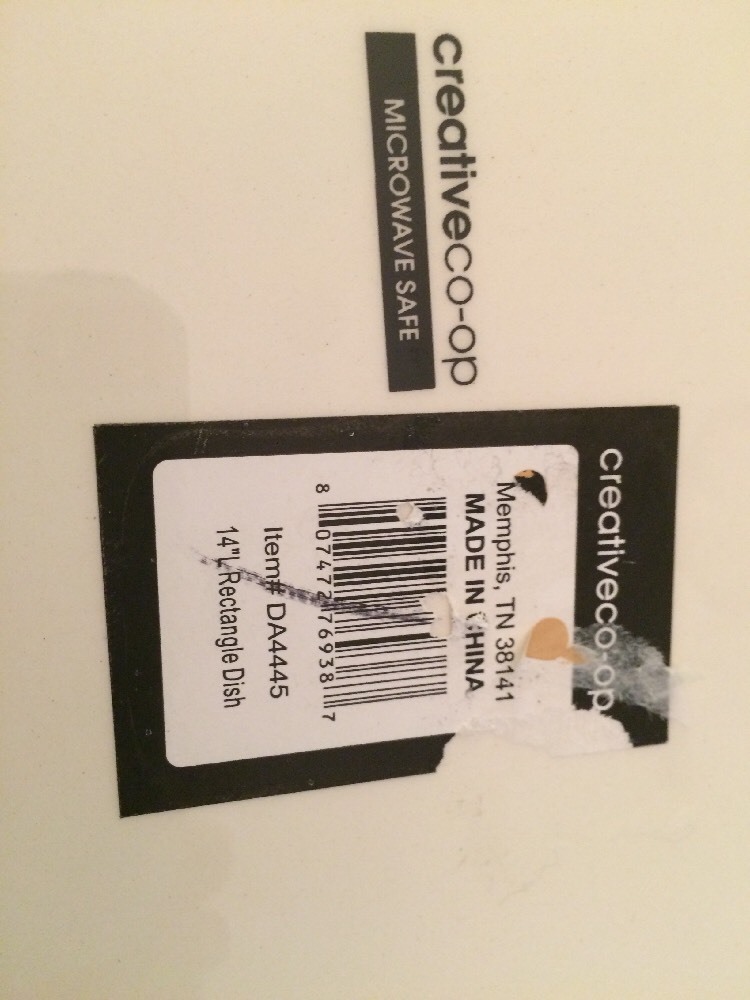 creativeco-op
MICROWAVE SAFE
creativeco-op
Memphis, TN 38141
MADE IN CHINA
8 07472 76938 7
Item# DA4445
14"L Rectangle Dish